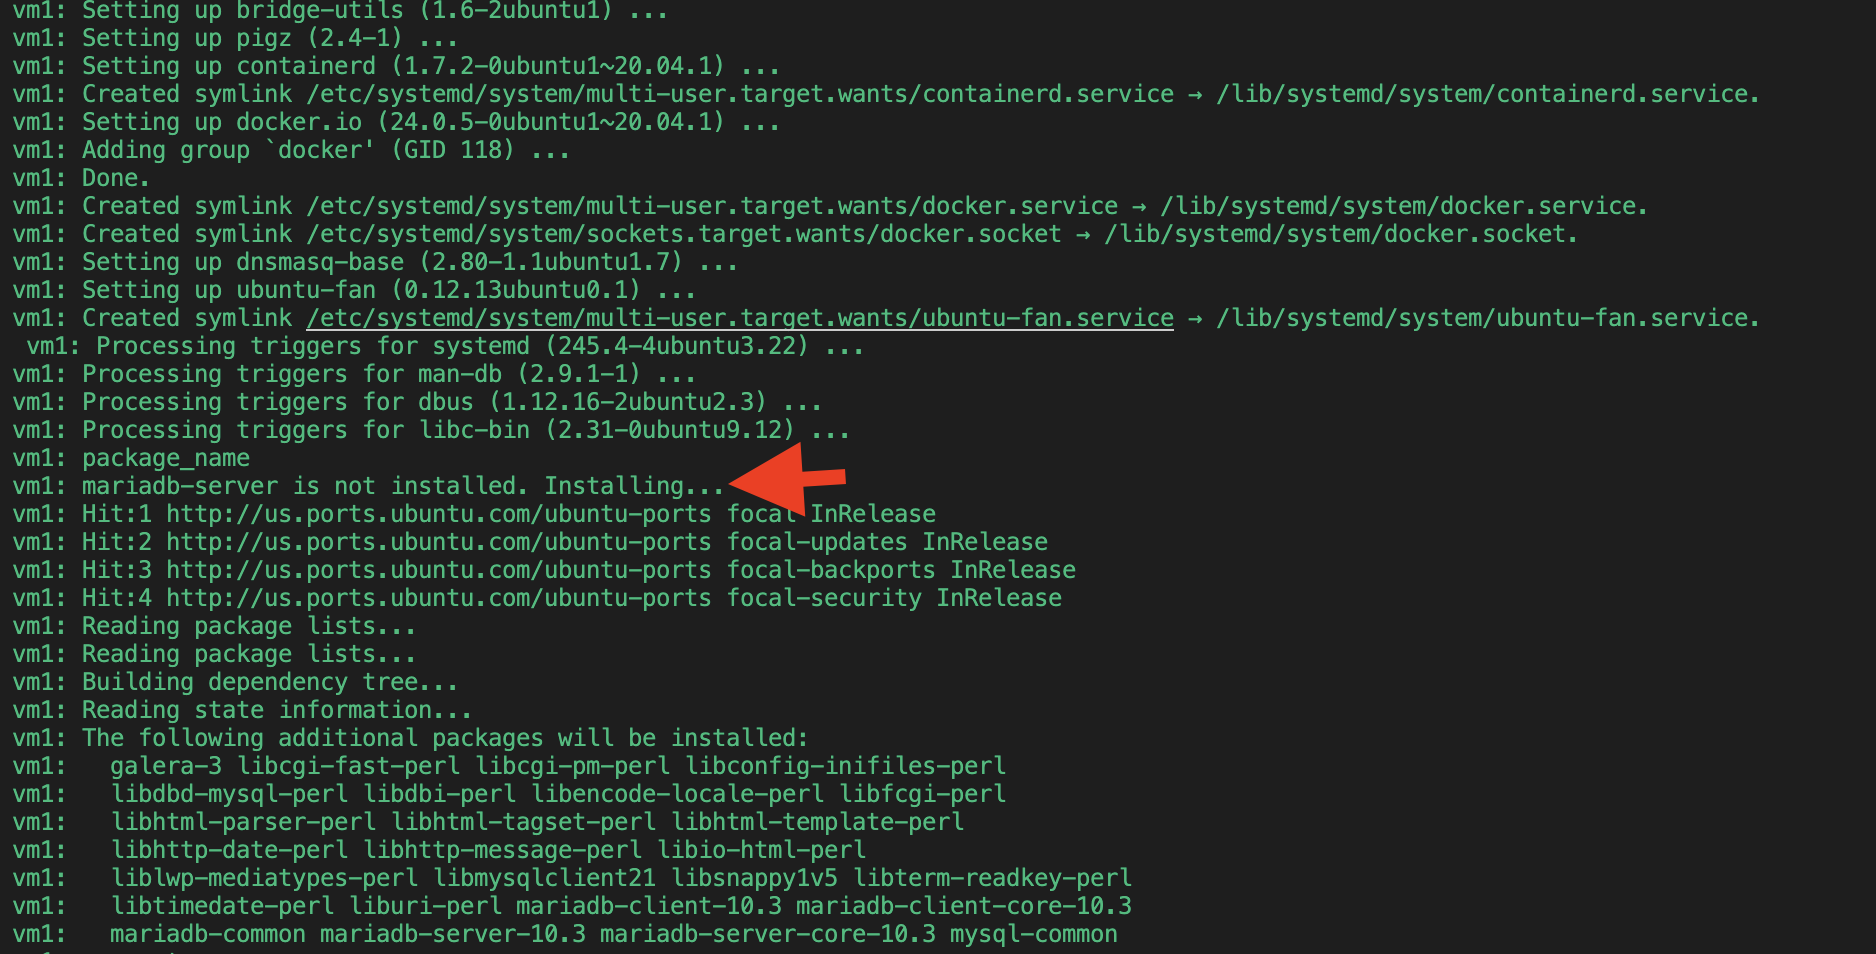 vm1: Setting up bridge-utils (1.6-2ubuntu1) ...
vm1: Setting up pigz (2.4-1) ...
vm1: Setting up containerd (1.7.2-0ubuntu1~20.04.1) ...
vm1: Created symlink /etc/systemd/system/multi-user.target.wants/containerd.service → /lib/systemd/system/containerd.service.
vm1: Setting up docker.io (24.0.5-0ubuntu1~20.04.1) ...
vm1: Adding group `docker' (GID 118) ...
vm1: Done.
vm1: Created symlink /etc/systemd/system/multi-user.target.wants/docker.service → /lib/systemd/system/docker.service.
vm1: Created symlink /etc/systemd/system/sockets.target.wants/docker.socket → /lib/systemd/system/docker.socket.
vm1: Setting up dnsmasq-base (2.80-1.1ubuntu1.7) ...
vm1: Setting up ubuntu-fan (0.12.13ubuntu0.1) ...
vm1: Created symlink /etc/systemd/system/multi-user.target.wants/ubuntu-fan.service → /lib/systemd/system/ubuntu-fan.service.
vm1: Processing triggers for systemd (245.4-4ubuntu3.22) ...
vm1: Processing triggers for man-db (2.9.1-1) ...
vm1: Processing triggers for dbus (1.12.16-2ubuntu2.3) ...
vm1: Processing triggers for libc-bin (2.31-0ubuntu9.12) ...
vm1: package_name
vm1: mariadb-server is not installed. Installing...
vm1: Hit:1 http://us.ports.ubuntu.com/ubuntu-ports focal InRelease
vm1: Hit:2 http://us.ports.ubuntu.com/ubuntu-ports focal-updates InRelease
vm1: Hit:3 http://us.ports.ubuntu.com/ubuntu-ports focal-backports InRelease
vm1: Hit:4 http://us.ports.ubuntu.com/ubuntu-ports focal-security InRelease
vm1: Reading package lists...
vm1: Reading package lists...
vm1: Building dependency tree...
vm1: Reading state information...
vm1: The following additional packages will be installed:
vm1:   galera-3 libcgi-fast-perl libcgi-pm-perl libconfig-inifiles-perl
vm1:   libdbd-mysql-perl libdbi-perl libencode-locale-perl libfcgi-perl
vm1:   libhtml-parser-perl libhtml-tagset-perl libhtml-template-perl
vm1:   libhttp-date-perl libhttp-message-perl libio-html-perl
vm1:   liblwp-mediatypes-perl libmysqlclient21 libsnappy1v5 libterm-readkey-perl
vm1:   libtimedate-perl liburi-perl mariadb-client-10.3 mariadb-client-core-10.3
vm1:   mariadb-common mariadb-server-10.3 mariadb-server-core-10.3 mysql-common